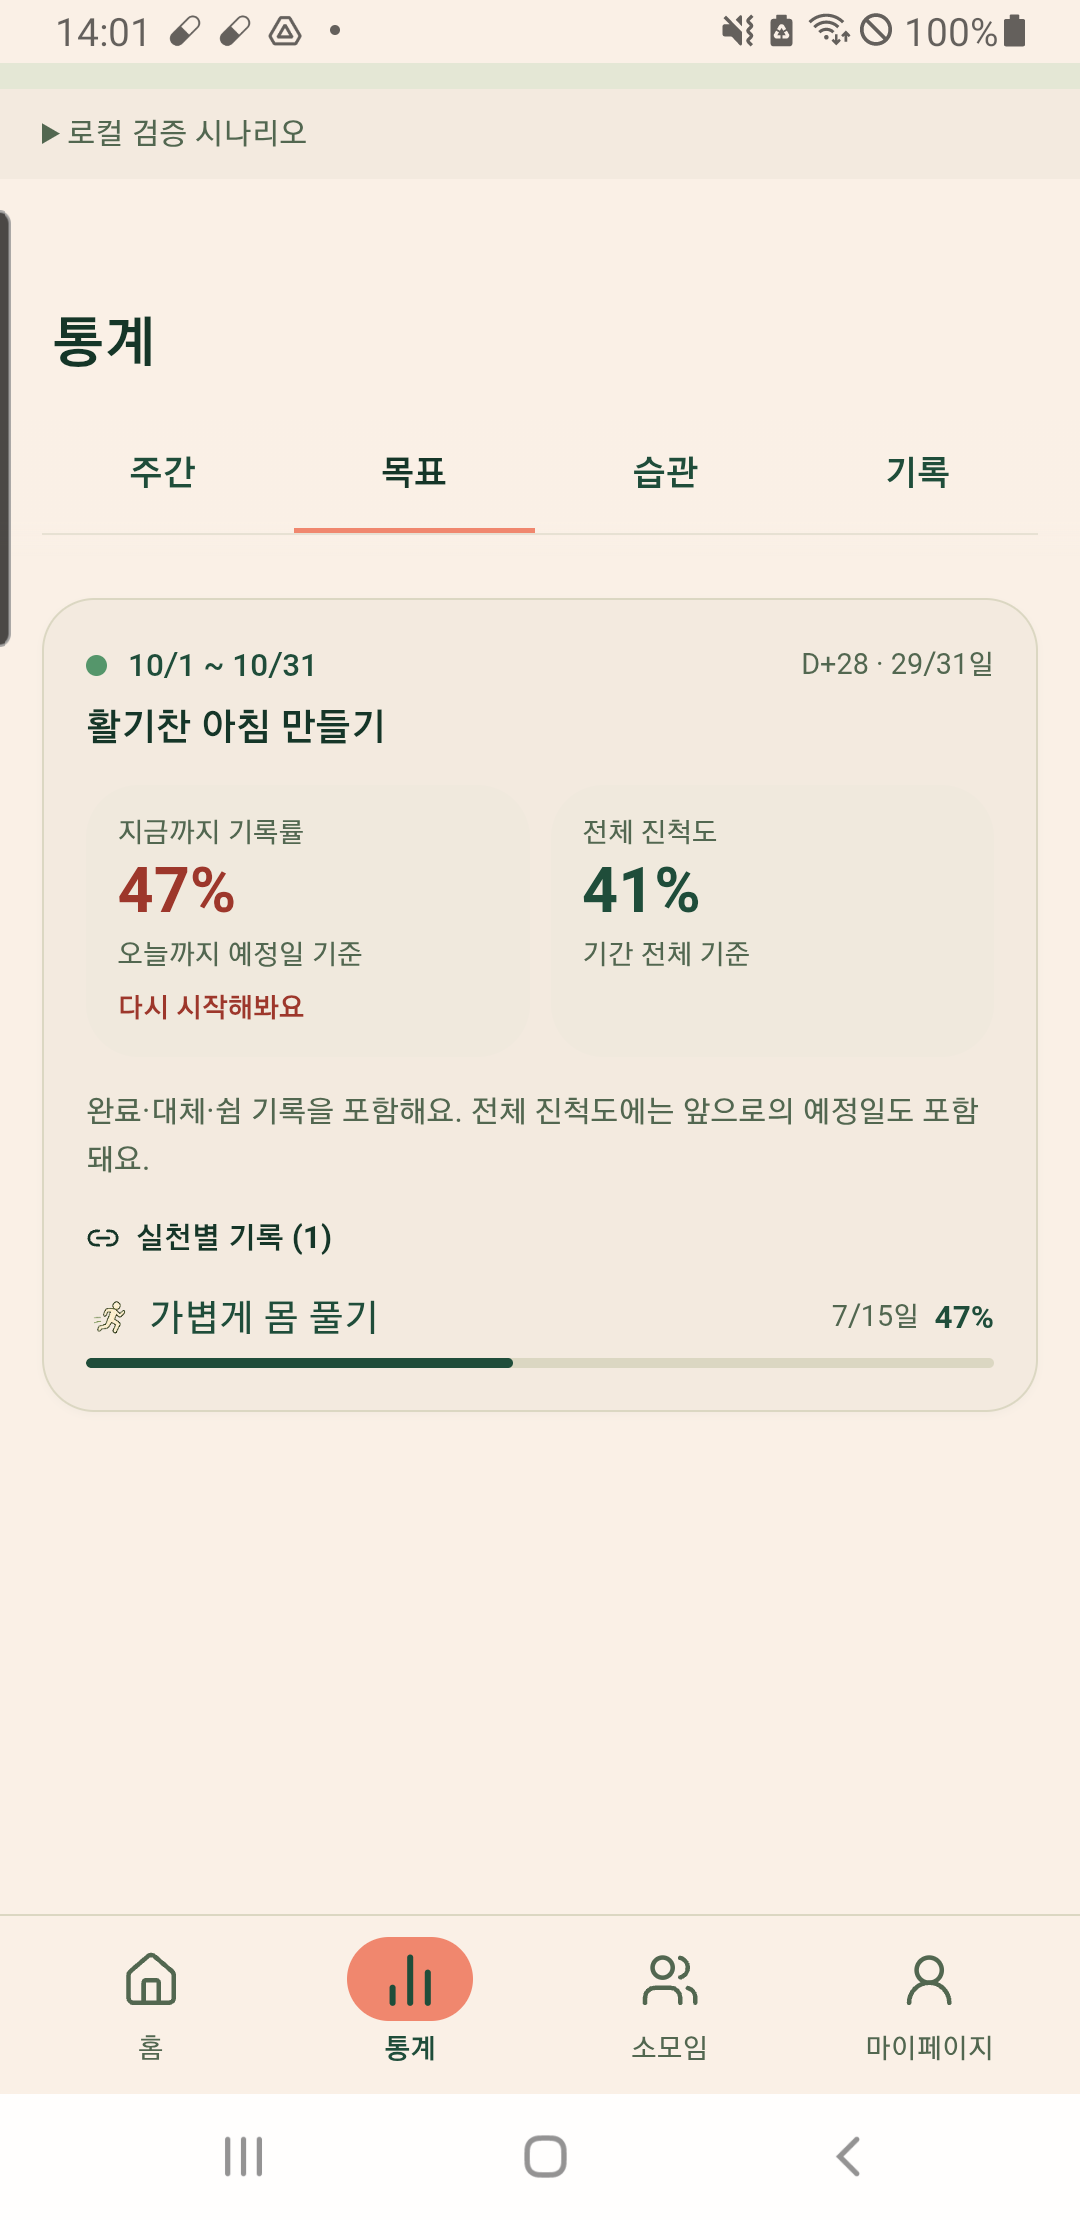 14:01
100%
▶ 로컬 검증 시나리오
통계
주간 목표 습관 기록
10/1 ~ 10/31 D+28 · 29/31일
활기찬 아침 만들기
지금까지 기록률 전체 진척도
47% 41%
오늘까지 예정일 기준 기간 전체 기준
다시 시작해봐요
완료·대체·쉼 기록을 포함해요. 전체 진척도에는 앞으로의 예정일도 포함
돼요.
실천별 기록 (1)
가볍게 몸 풀기 7/15일 47%
홈 통계 소모임 마이페이지